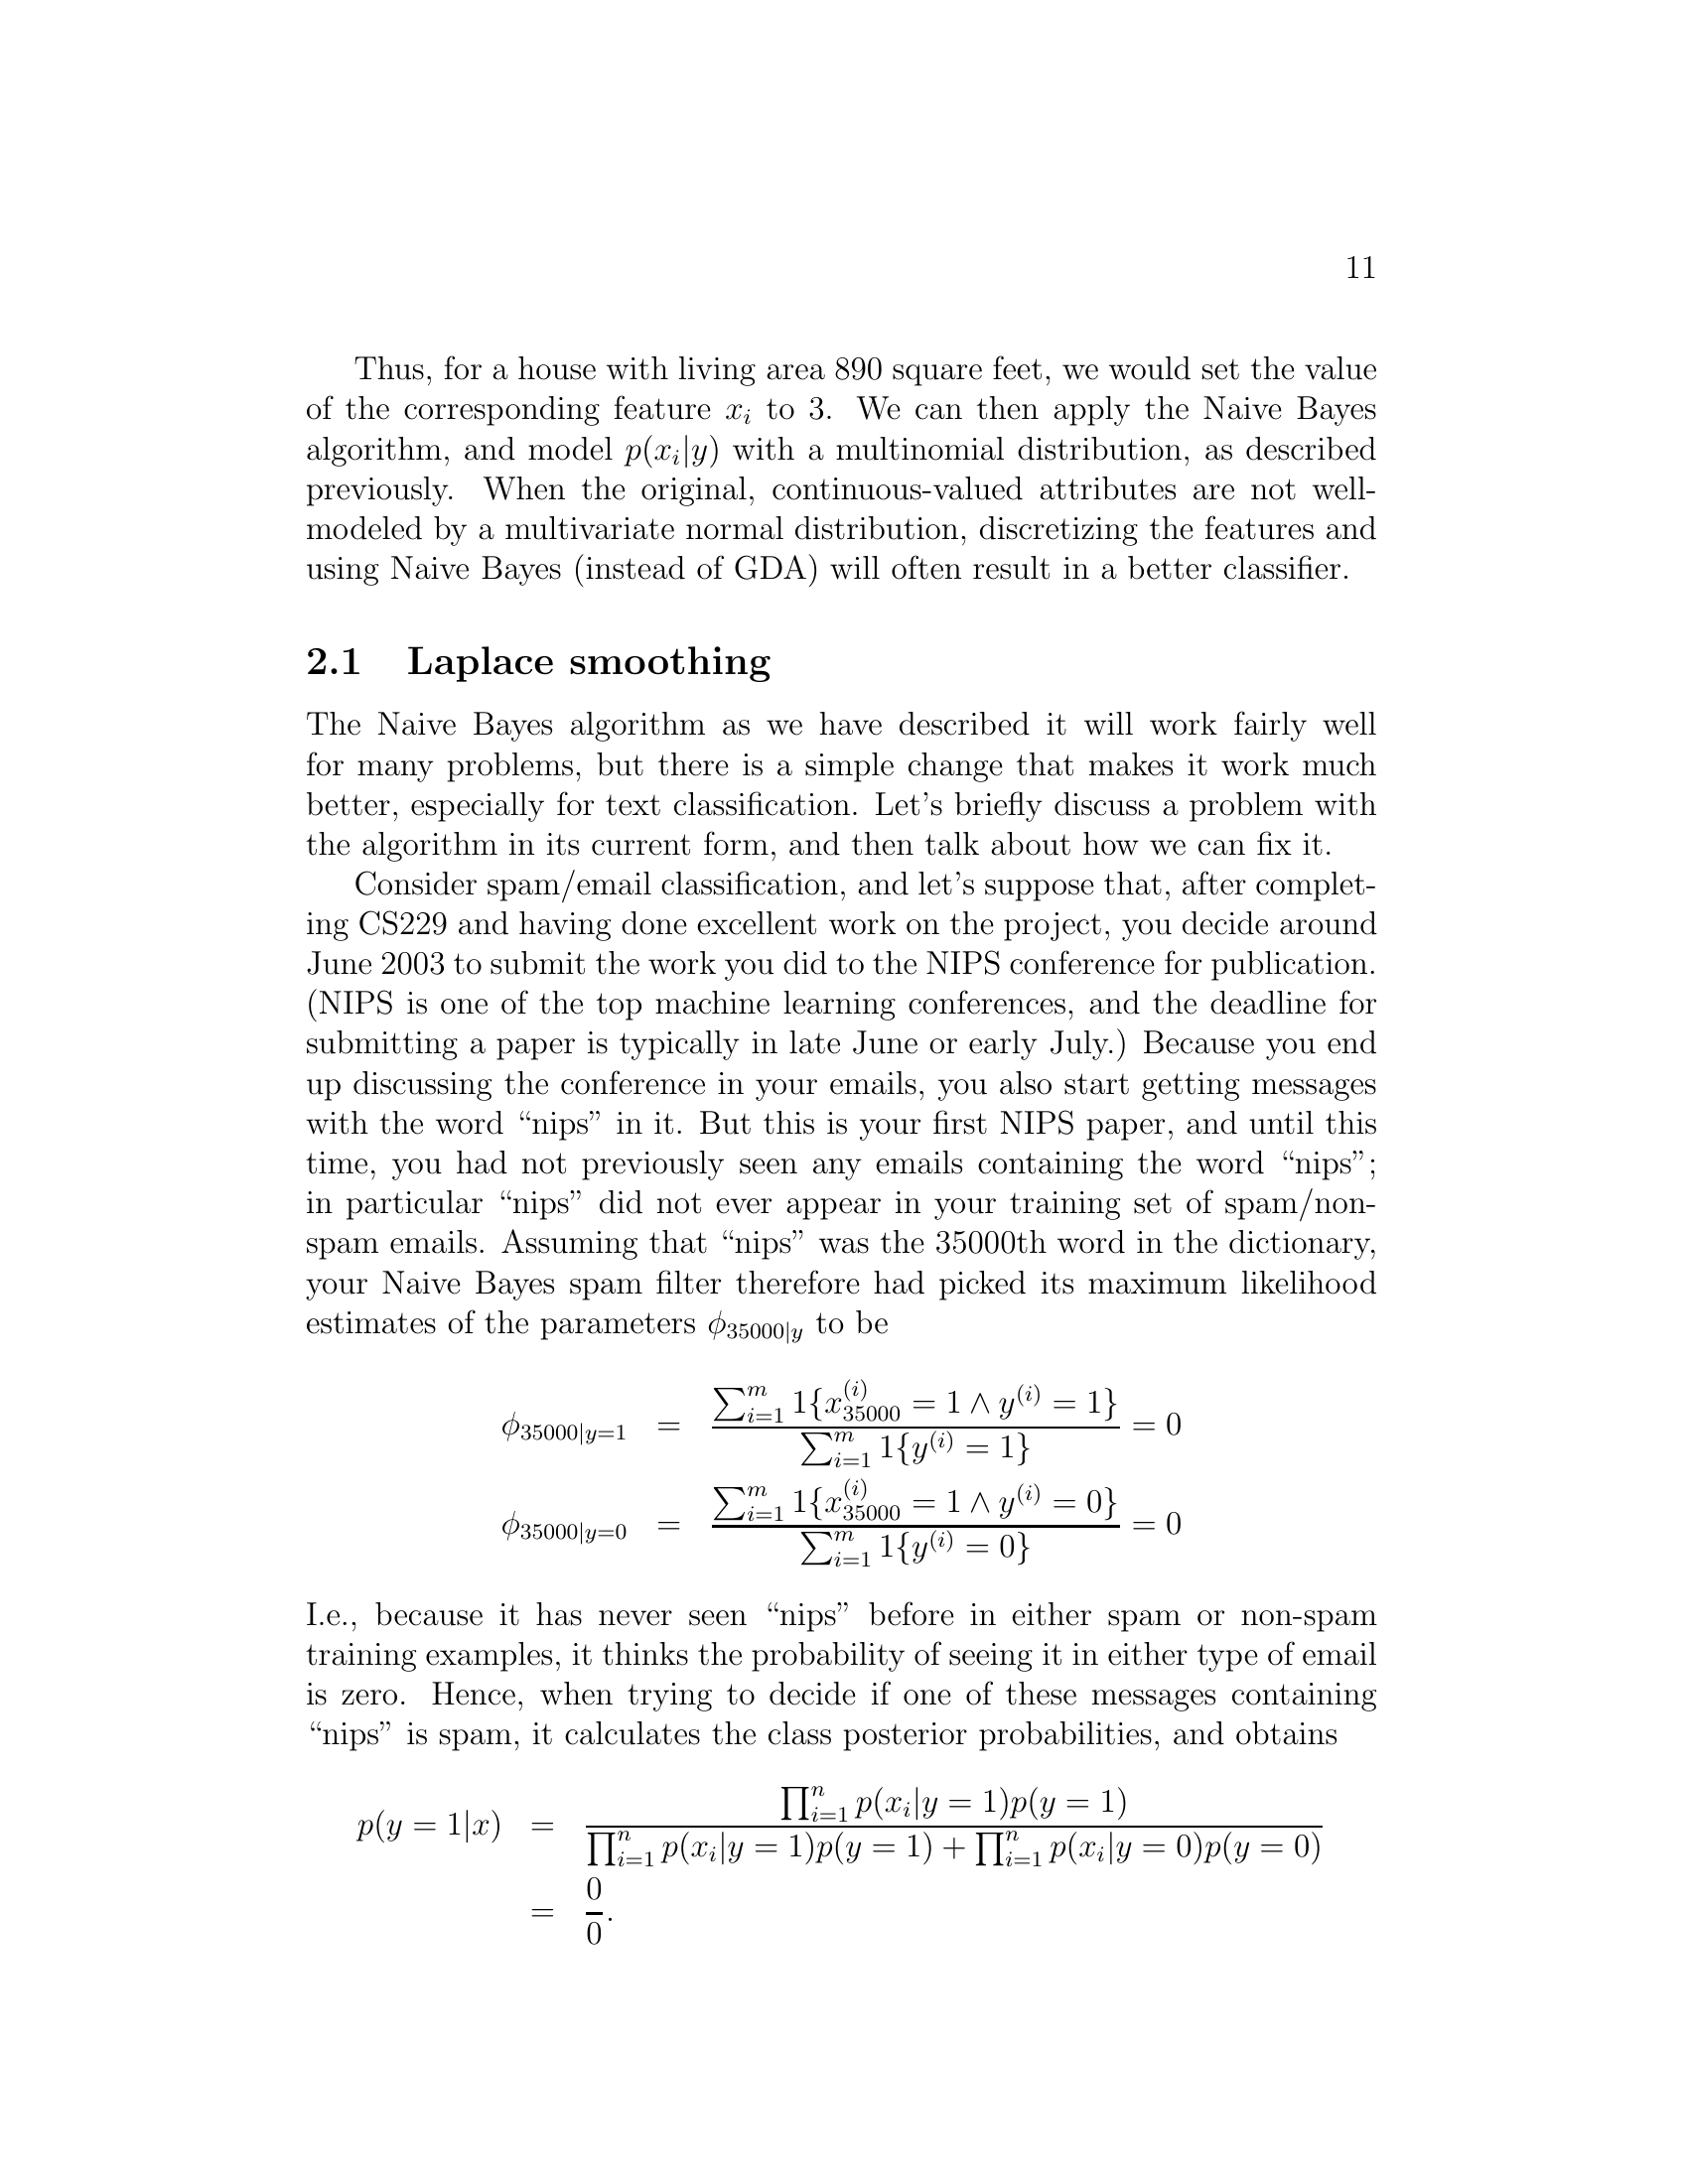 11
Thus, for a house with living area 890 square feet, we would set the value
of the corresponding feature xᵢ to 3. We can then apply the Naive Bayes
algorithm, and model p(xᵢ|y) with a multinomial distribution, as described
previously. When the original, continuous-valued attributes are not well-
modeled by a multivariate normal distribution, discretizing the features and
using Naive Bayes (instead of GDA) will often result in a better classifier.
2.1 Laplace smoothing
The Naive Bayes algorithm as we have described it will work fairly well
for many problems, but there is a simple change that makes it work much
better, especially for text classification. Let's briefly discuss a problem with
the algorithm in its current form, and then talk about how we can fix it.
Consider spam/email classification, and let's suppose that, after complet-
ing CS229 and having done excellent work on the project, you decide around
June 2003 to submit the work you did to the NIPS conference for publication.
(NIPS is one of the top machine learning conferences, and the deadline for
submitting a paper is typically in late June or early July.) Because you end
up discussing the conference in your emails, you also start getting messages
with the word “nips” in it. But this is your first NIPS paper, and until this
time, you had not previously seen any emails containing the word “nips”;
in particular “nips” did not ever appear in your training set of spam/non-
spam emails. Assuming that “nips” was the 35000th word in the dictionary,
your Naive Bayes spam filter therefore had picked its maximum likelihood
estimates of the parameters φ_{35000|y} to be
φ_{35000|y=1} = \frac{∑_{i=1}^{m} 1{x_{35000}^{(i)} = 1 ∧ y^{(i)} = 1}}{∑_{i=1}^{m} 1{y^{(i)} = 1}} = 0
φ_{35000|y=0} = \frac{∑_{i=1}^{m} 1{x_{35000}^{(i)} = 1 ∧ y^{(i)} = 0}}{∑_{i=1}^{m} 1{y^{(i)} = 0}} = 0
I.e., because it has never seen “nips” before in either spam or non-spam
training examples, it thinks the probability of seeing it in either type of email
is zero. Hence, when trying to decide if one of these messages containing
“nips” is spam, it calculates the class posterior probabilities, and obtains
p(y = 1|x) = \frac{∏_{i=1}^{n} p(x_i|y = 1)p(y = 1)}{∏_{i=1}^{n} p(x_i|y = 1)p(y = 1) + ∏_{i=1}^{n} p(x_i|y = 0)p(y = 0)}
= \frac{0}{0}.